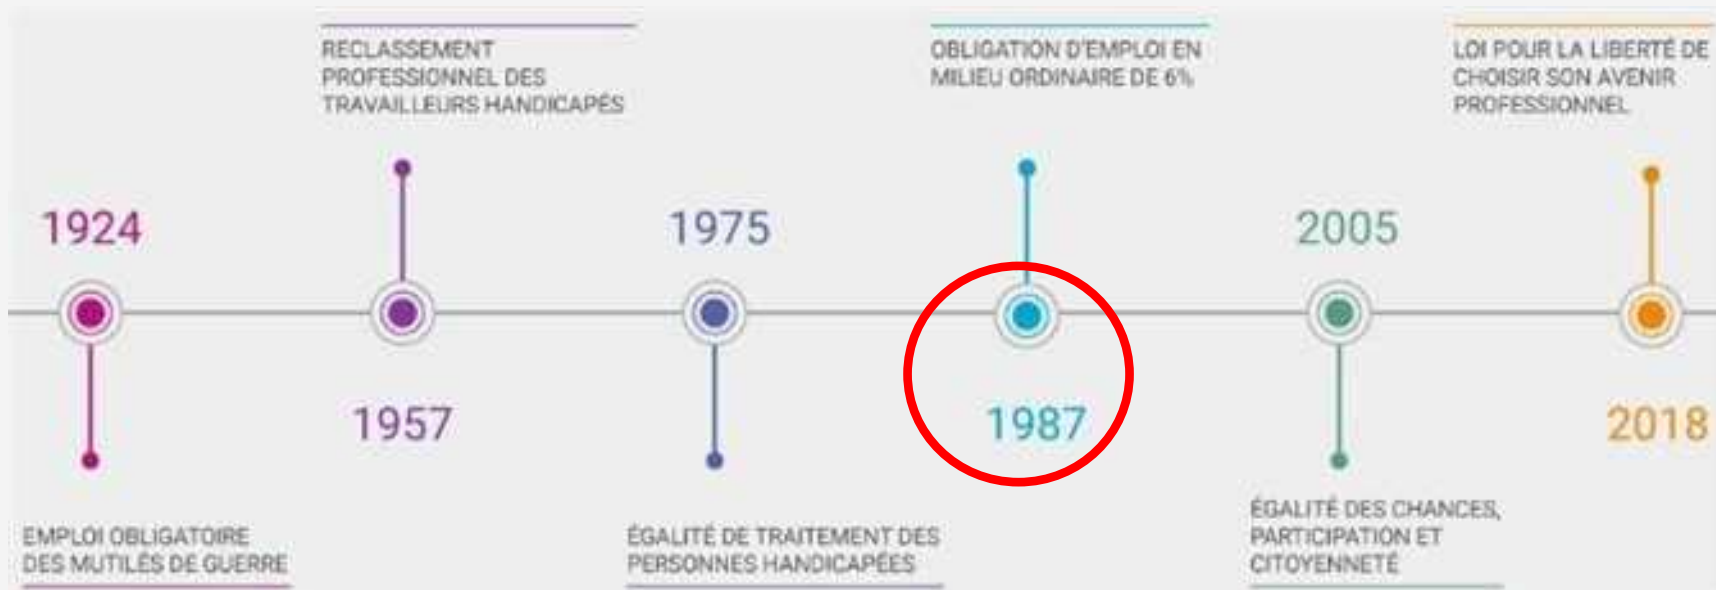 RECLASSEMENT
PROFESSIONNEL DES
TRAVAILLEURS HANDICAPÉS
OBLIGATION D'EMPLOI EN
MILIEU ORDINAIRE DE 6%
LOI POUR LA LIBERTÉ DE
CHOISIR SON AVENIR
PROFESSIONNEL
1924
1975
2005
1957
1987
2018
EMPLOI OBLIGATOIRE
DES MUTILÉS DE GUERRE
ÉGALITÉ DE TRAITEMENT DES
PERSONNES HANDICAPÉES
ÉGALITÉ DES CHANCES,
PARTICIPATION ET
CITOYENNETÉ